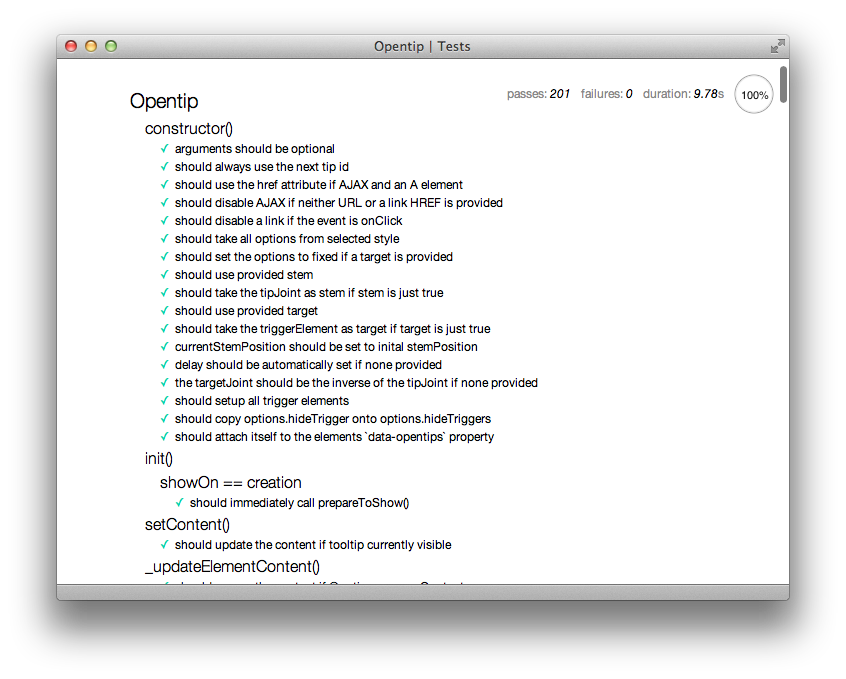 Opentip | Tests
passes: 201 failures: 0 duration: 9.78s 100%
Opentip
constructor()
✓ arguments should be optional
✓ should always use the next tip id
✓ should use the href attribute if AJAX and an A element
✓ should disable AJAX if neither URL or a link HREF is provided
✓ should disable a link if the event is onClick
✓ should take all options from selected style
✓ should set the options to fixed if a target is provided
✓ should use provided stem
✓ should take the tipJoint as stem if stem is just true
✓ should use provided target
✓ should take the triggerElement as target if target is just true
✓ currentStemPosition should be set to inital stemPosition
✓ delay should be automatically set if none provided
✓ the targetJoint should be the inverse of the tipJoint if none provided
✓ should setup all trigger elements
✓ should copy options.hideTrigger onto options.hideTriggers
✓ should attach itself to the elements `data-opentips` property
init()
showOn == creation
✓ should immediately call prepareToShow()
setContent()
✓ should update the content if tooltip currently visible
_updateElementContent()